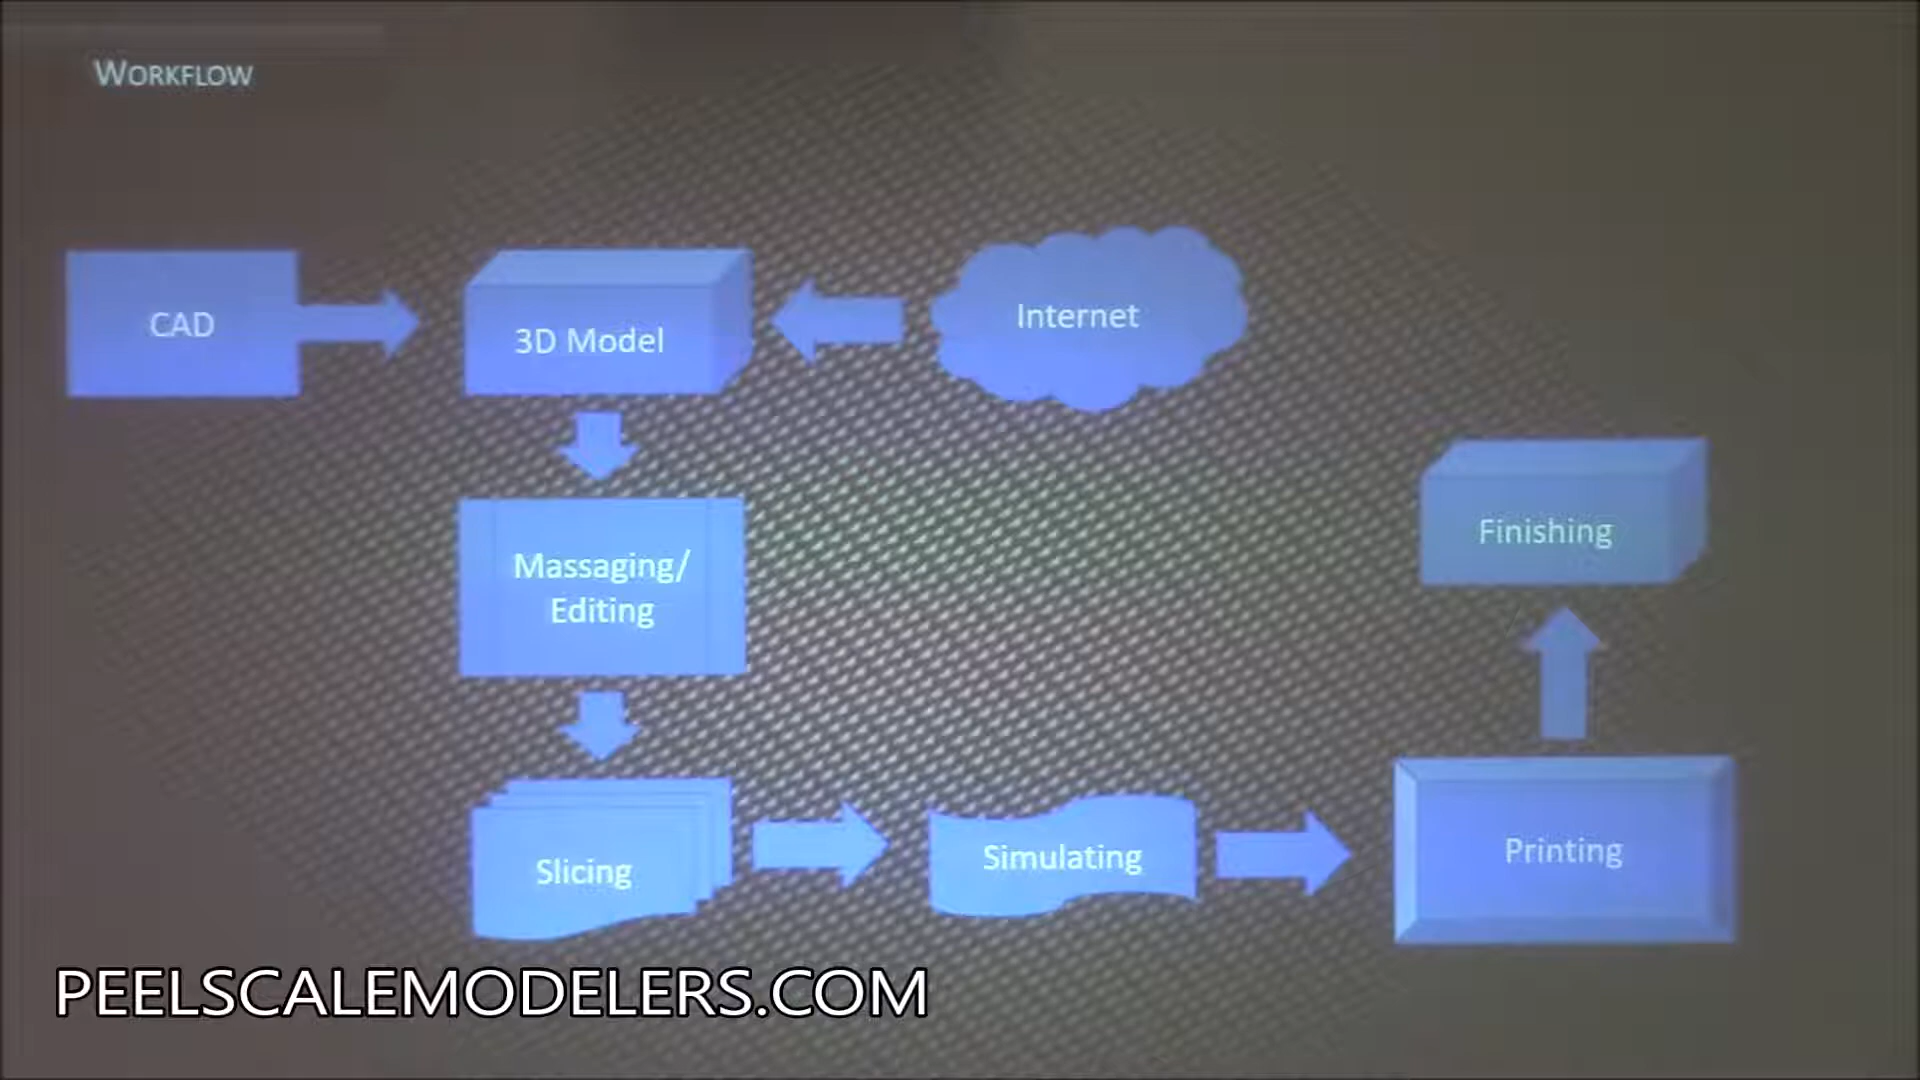 WORKFLOW
CAD
3D Model
Internet
Massaging/
Editing
Finishing
Slicing
Simulating
Printing
PEELSCALEMODELERS.COM